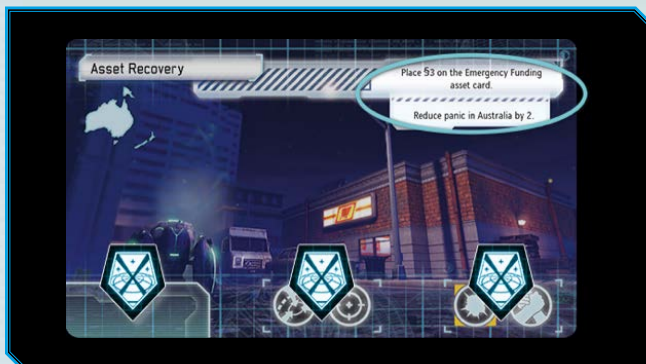 Asset Recovery
Place $3 on the Emergency Funding
asset card.
Reduce panic in Australia by 2.